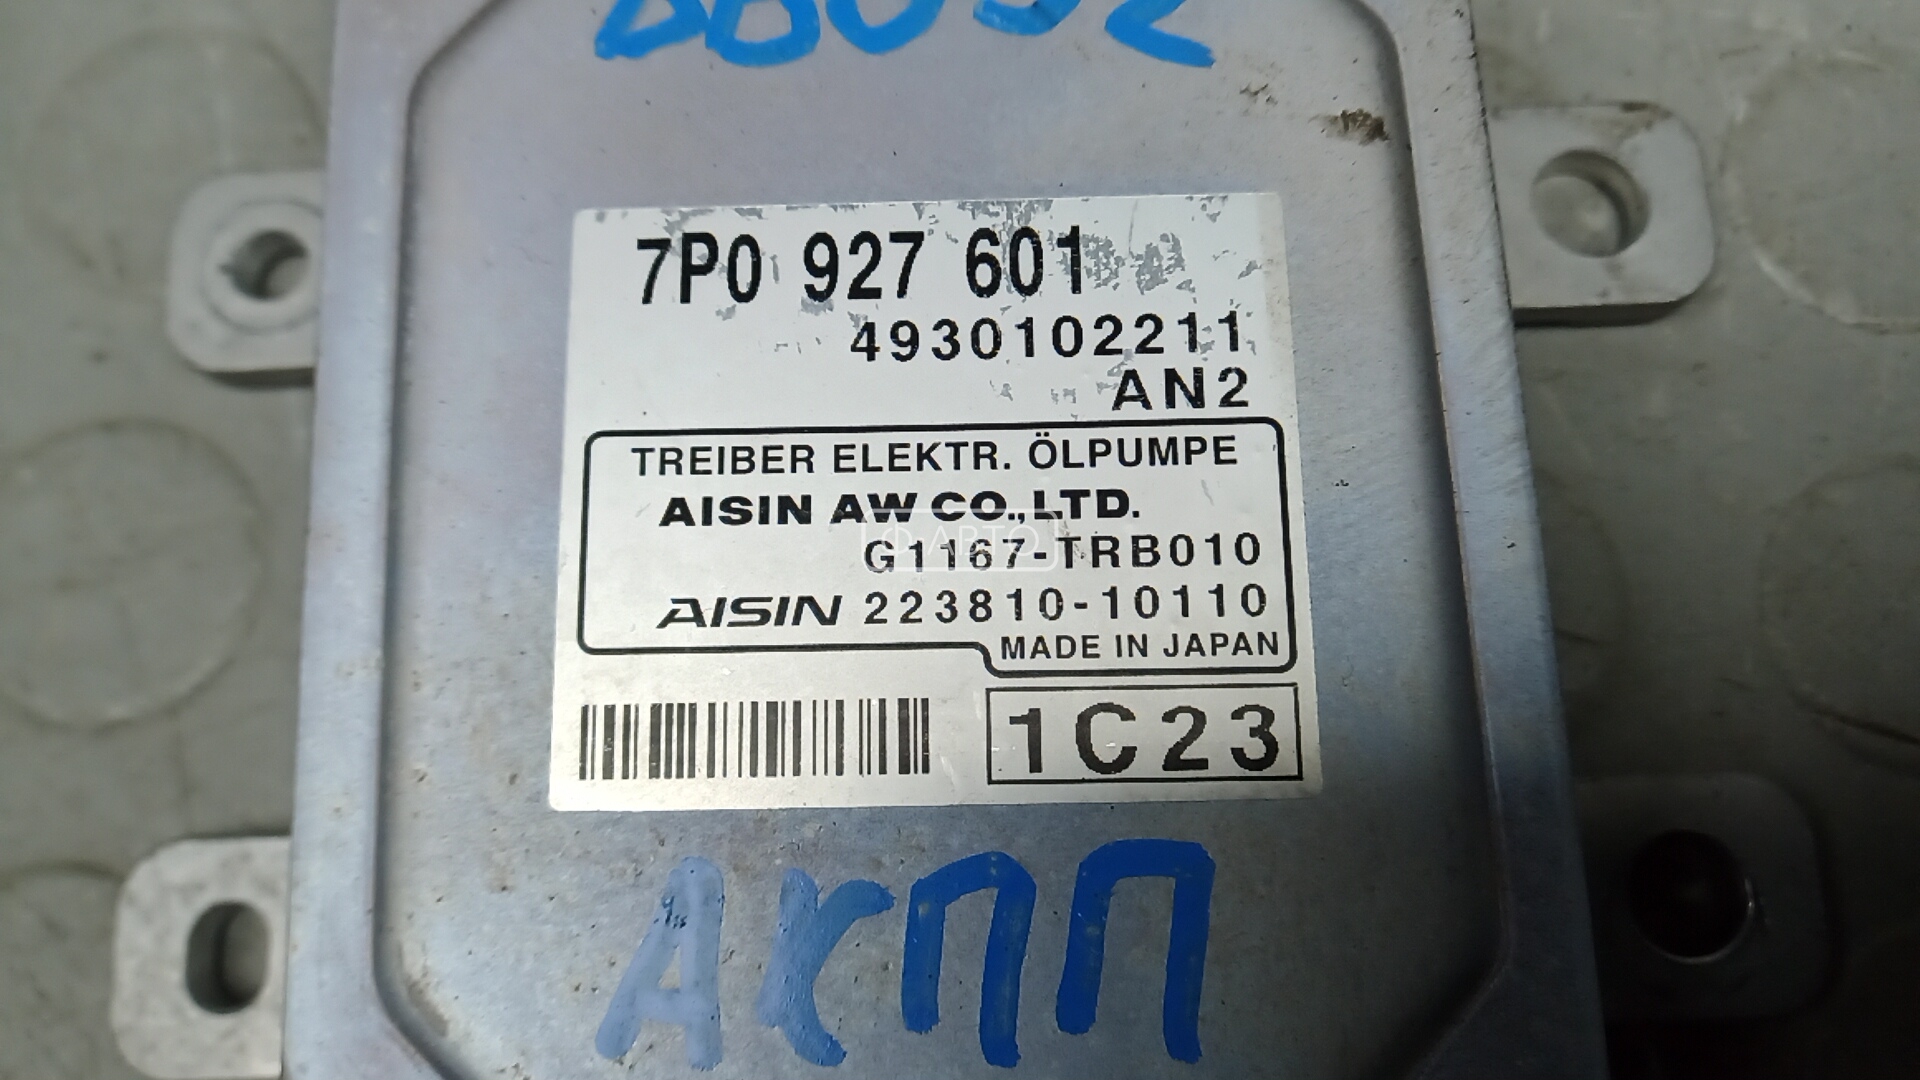 7P0 927 601
4930102211
AN2
TREIBER ELEKTR. ÖLPUMPE
AISIN AW CO., LTD.
G1167-TRB010
AISIN 223810-10110
MADE IN JAPAN
1C23
АКПП